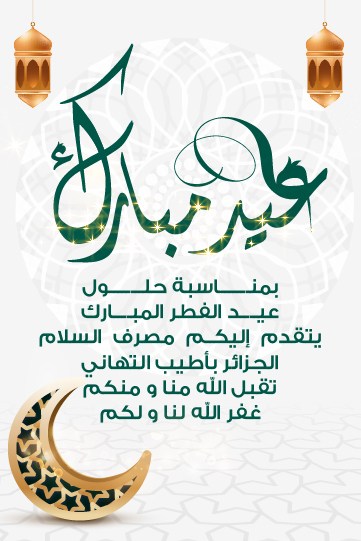 عيد مبارك
بمناسبة حلول
عيد الفطر المبارك
يتقدم إليكم مصرف السلام
الجزائر بأطيب التهاني
تقبل الله منا و منكم
غفر الله لنا و لكم